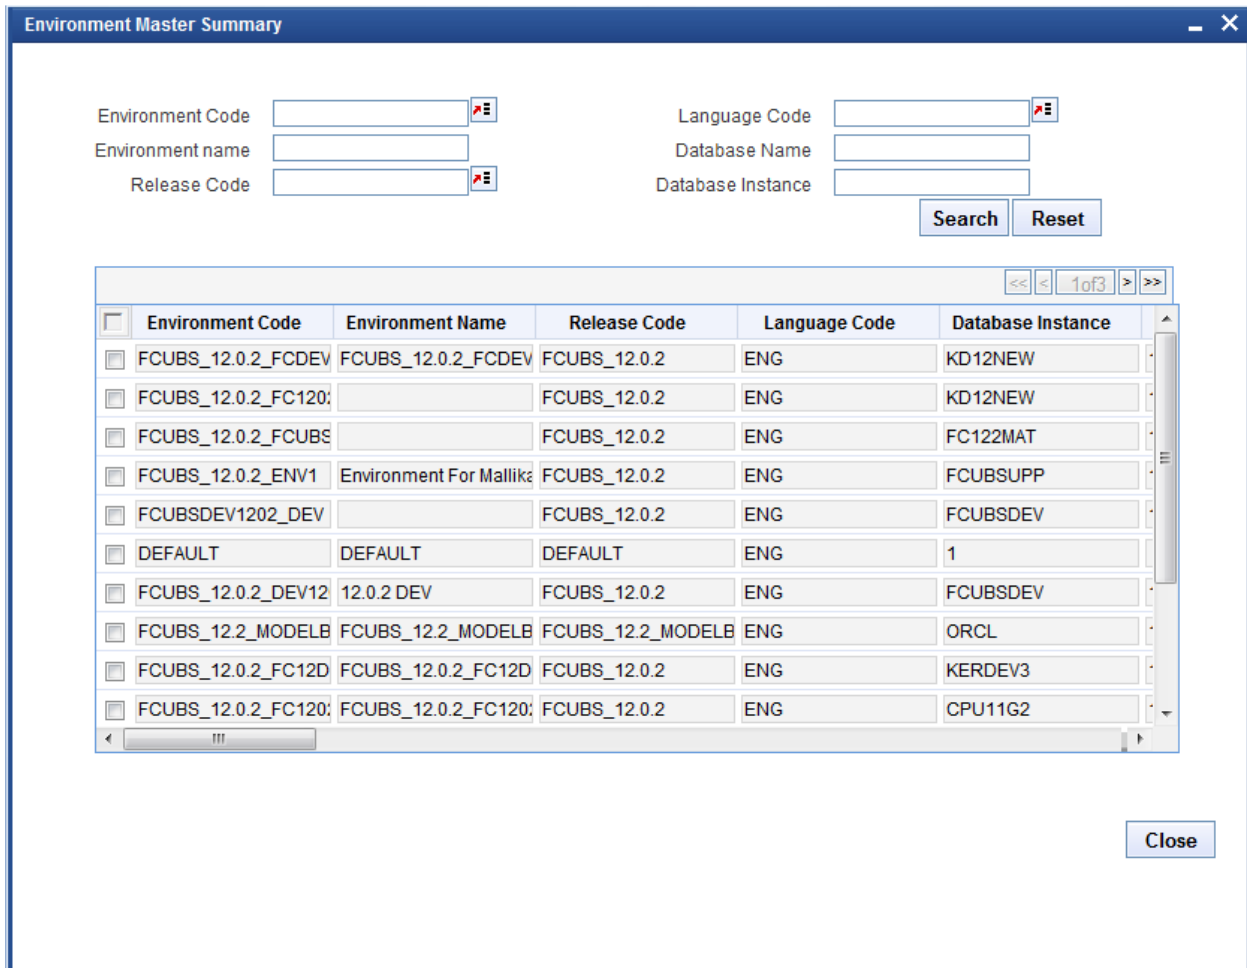 Environment Master Summary
Environment Code Language Code
Environment name Database Name
Release Code Database Instance
Search Reset
<< < 1of3 > >>
Environment Code Environment Name Release Code Language Code Database Instance
FCUBS_12.0.2_FCDEV FCUBS_12.0.2_FCDEV FCUBS_12.0.2 ENG KD12NEW
FCUBS_12.0.2_FC120 FCUBS_12.0.2 ENG KD12NEW
FCUBS_12.0.2_FCUBS FCUBS_12.0.2 ENG FC122MAT
FCUBS_12.0.2_ENV1 Environment For Mallika FCUBS_12.0.2 ENG FCUBSUPP
FCUBSDEV1202_DEV FCUBS_12.0.2 ENG FCUBSDEV
DEFAULT DEFAULT DEFAULT ENG 1
FCUBS_12.0.2_DEV12 12.0.2 DEV FCUBS_12.0.2 ENG FCUBSDEV
FCUBS_12.2_MODELB FCUBS_12.2_MODELB FCUBS_12.2_MODELB ENG ORCL
FCUBS_12.0.2_FC12D FCUBS_12.0.2_FC12D FCUBS_12.0.2 ENG KERDEV3
FCUBS_12.0.2_FC120 FCUBS_12.0.2_FC120 FCUBS_12.0.2 ENG CPU11G2
Close